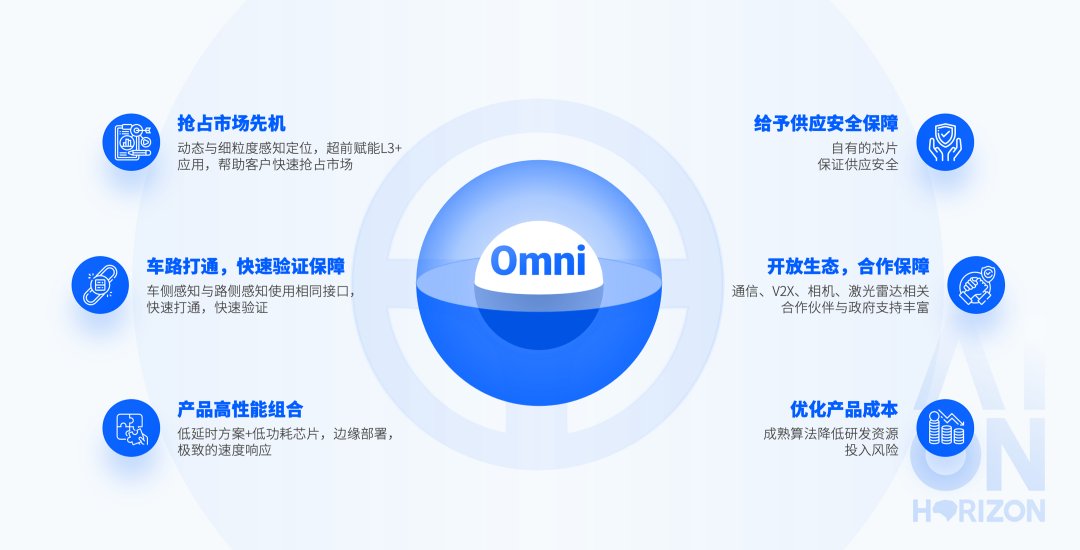 抢占市场先机
动态与细粒度感知定位，超前赋能L3+
应用，帮助客户快速抢占市场
车路打通，快速验证保障
车侧感知与路侧感知使用相同接口，
快速打通，快速验证
产品高性能组合
低延时方案+低功耗芯片，边缘部署，
极致的速度响应
Omni
给予供应安全保障
自有的芯片
保证供应安全
开放生态，合作保障
通信、V2X、相机、激光雷达相关
合作伙伴与政府支持丰富
优化产品成本
成熟算法降低研发资源
投入风险
AI
ON
HORIZON